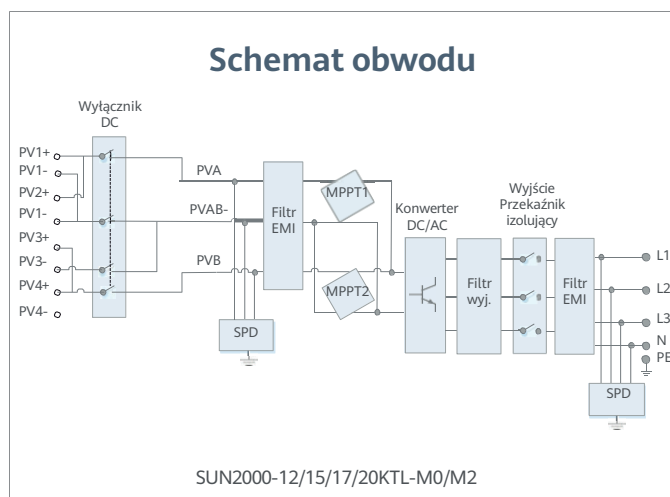 Schemat obwodu
Wyłącznik
DC
PV1+
PV1-
PV2+
PV1-
PV3+
PV3-
PV4+
PV4-
PVA
PVAB-
PVB
SPD
Filtr
EMI
MPPT1
MPPT2
Konwerter
DC/AC
Filtr
wyj.
Wyjście
Przekaźnik
izolujący
Filtr
EMI
L1
L2
L3
N
PE
SPD
SUN2000-12/15/17/20KTL-M0/M2